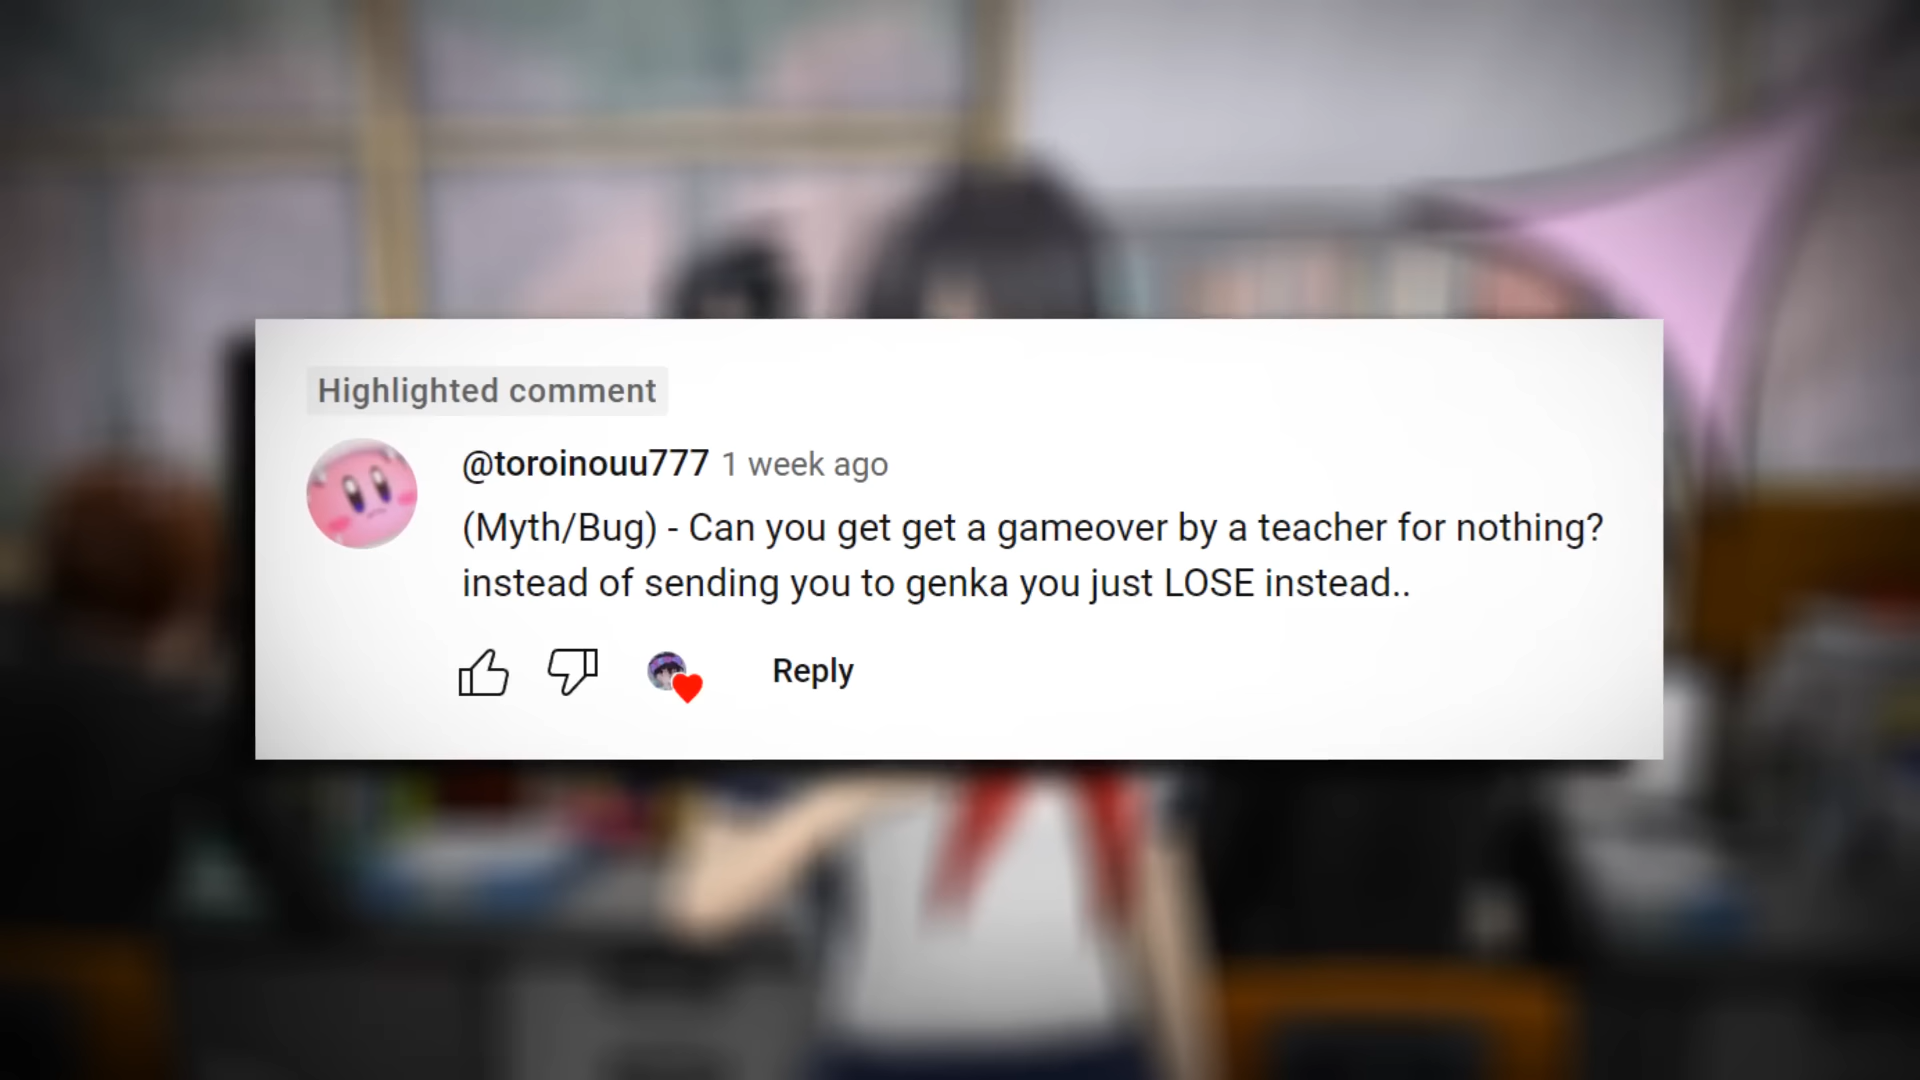 Highlighted comment
@toroinouu777 1 week ago
(Myth/Bug) - Can you get get a gameover by a teacher for nothing?
instead of sending you to genka you just LOSE instead..
Reply